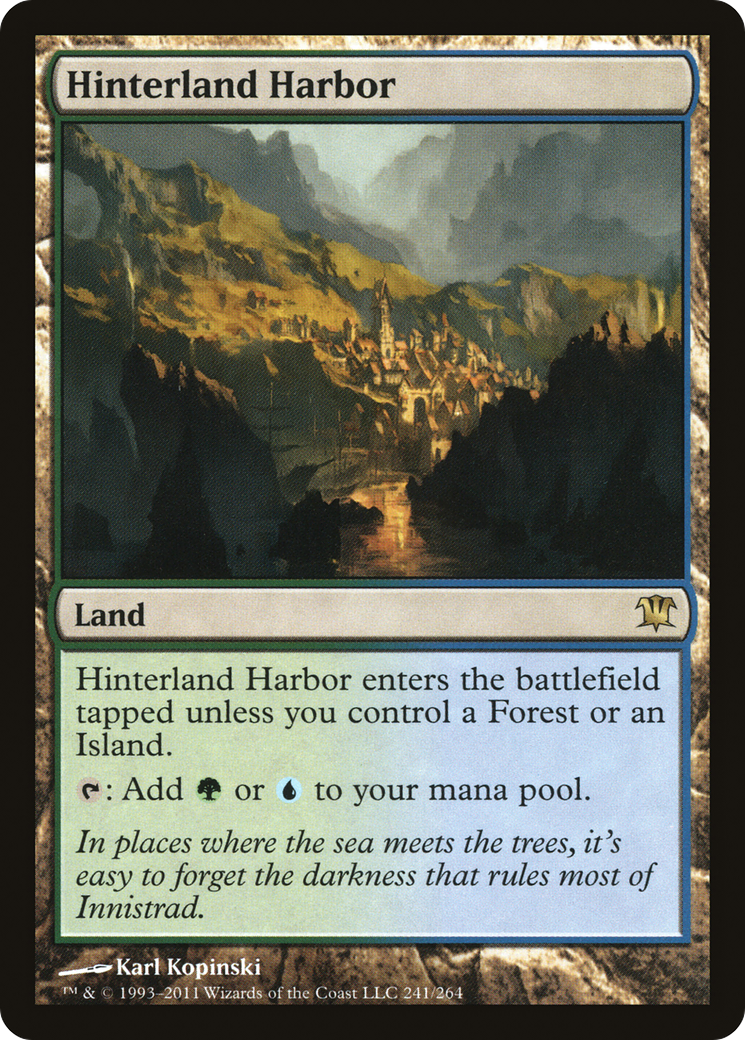 Hinterland Harbor
Land
Hinterland Harbor enters the battlefield
tapped unless you control a Forest or an
Island.
: Add or to your mana pool.
In places where the sea meets the trees, it's
easy to forget the darkness that rules most of
Innistrad.
Karl Kopinski
™ & © 1993–2011 Wizards of the Coast LLC 241/264